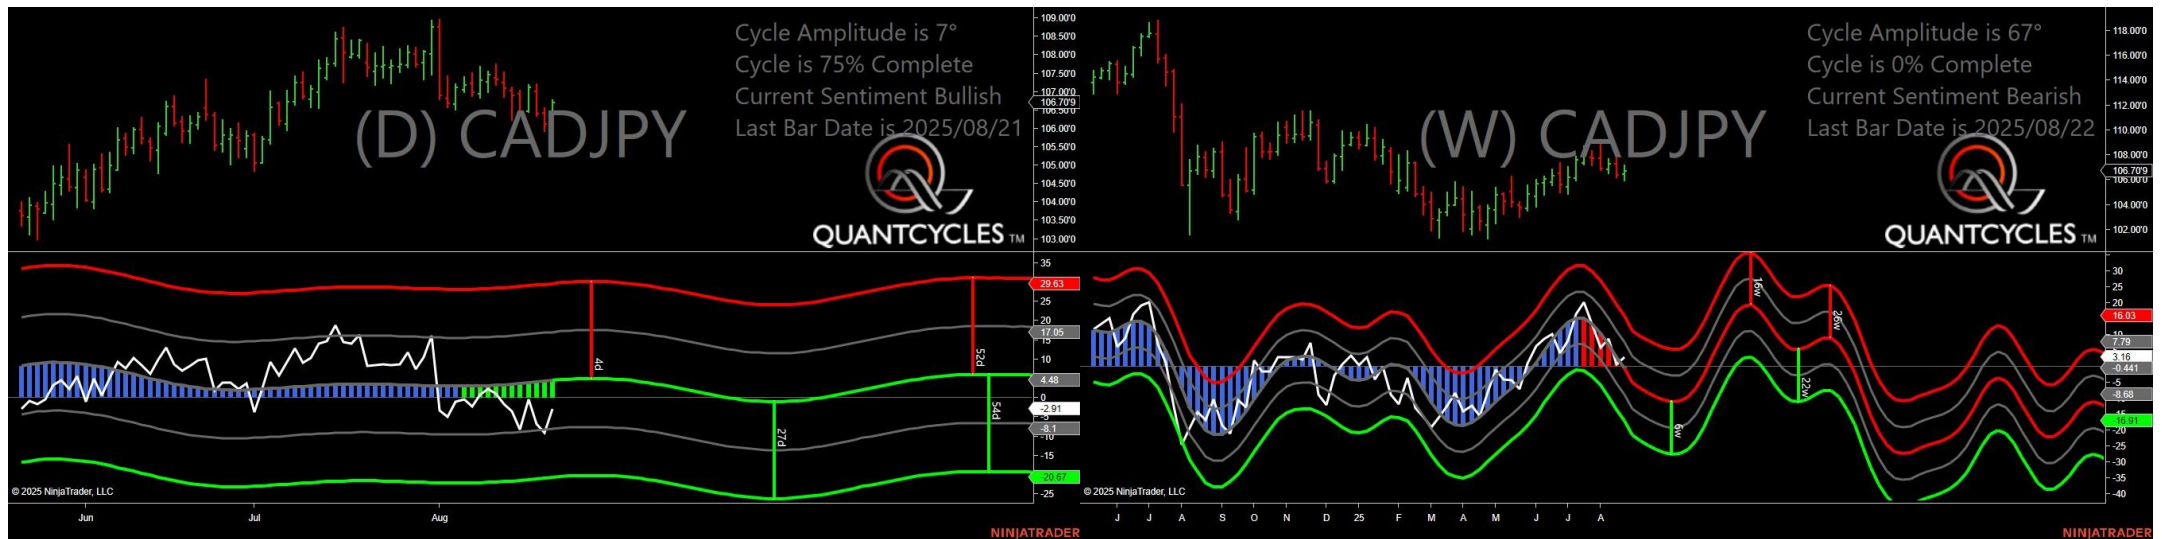 Cycle Amplitude is 7°
Cycle is 75% Complete
Current Sentiment Bullish
Last Bar Date is 2025/08/21
(D) CADJPY
QUANTCYCLES TM
109.00'0
108.50'0
108.00'0
107.50'0
107.00'0
106.70'9
106.00'0
105.50'0
105.00'0
104.50'0
104.00'0
103.50'0
103.00'0
35
29.63
25
20
17.05
10
4.48
0
-2.91
-8.1
-10
-15
-20.67
-25
4d
27d
52d
54d
© 2025 NinjaTrader, LLC
Jun
Jul
Aug
NINJATRADER
Cycle Amplitude is 67°
Cycle is 0% Complete
Current Sentiment Bearish
Last Bar Date is 2025/08/22
(W) CADJPY
QUANTCYCLES TM
118.00'0
116.00'0
114.00'0
112.00'0
110.00'0
108.00'0
106.70'9
106.00'0
104.00'0
102.00'0
30
25
20
16.03
10
7.79
3.16
-0.441
-5
-8.68
-15
-16.91
-20
-25
-30
-35
-40
6w
16w
22w
26w
© 2025 NinjaTrader, LLC
J
J
A
S
O
N
D
25
F
M
A
M
J
J
A
NINJATRADER